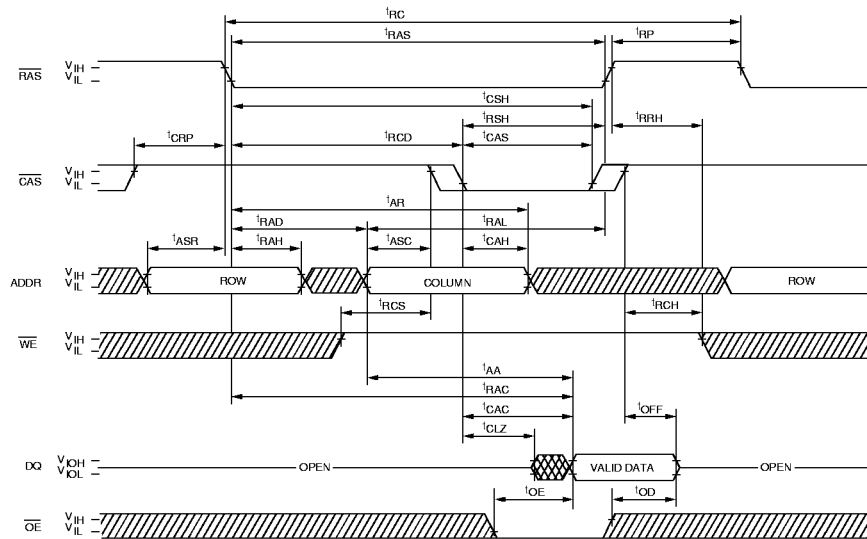 tRC
tRAS
tRP
RAS VIH
VIL
tCSH
tRSH
tRRH
tCRP
tRCD
tCAS
CAS VIH
VIL
tAR
tRAD
tRAL
tASR
tRAH
tASC
tCAH
ADDR VIH
VIL
ROW
COLUMN
ROW
tRCS
tRCH
WE VIH
VIL
tAA
tRAC
tCAC
tOFF
tCLZ
DQ VIOH
VIOL
OPEN
VALID DATA
OPEN
tOE
tOD
OE VIH
VIL